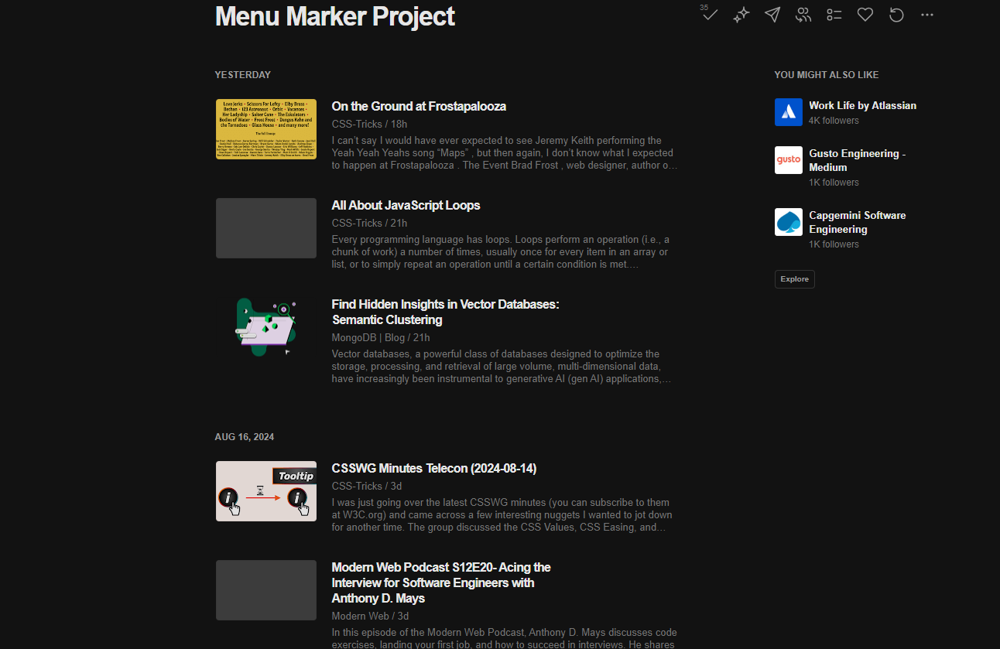 Menu Marker Project
35
YESTERDAY
Love Jerks • Scissors For Lefty • Elby Brass •
Bethan • IZ3 Astronaut • Orbit • Vacances •
Her Ladyship • Salter Cane • The Eskalators •
Bodies of Water • Frost Frost • Dangus Kahn and
the Tornadoes • Glass House • and many more!
The Full Lineup:
On the Ground at Frostapalooza
CSS-Tricks / 18h
I can’t say I would have ever expected to see Jeremy Keith performing the
Yeah Yeah Yeahs song “Maps” , but then again, I don’t know what I expected
to happen at Frostapalooza . The Event Brad Frost , web designer, author o…
All About JavaScript Loops
CSS-Tricks / 21h
Every programming language has loops. Loops perform an operation (i.e., a
chunk of work) a number of times, usually once for every item in an array or
list, or to simply repeat an operation until a certain condition is met.…
Find Hidden Insights in Vector Databases:
Semantic Clustering
MongoDB | Blog / 21h
Vector databases, a powerful class of databases designed to optimize the
storage, processing, and retrieval of large volume, multi-dimensional data,
have increasingly been instrumental to generative AI (gen AI) applications,…
AUG 16, 2024
Tooltip
i
i
CSSWG Minutes Telecon (2024-08-14)
CSS-Tricks / 3d
I was just going over the latest CSSWG minutes (you can subscribe to them
at W3C.org) and came across a few interesting nuggets I wanted to jot down
for another time. The group discussed the CSS Values, CSS Easing, and…
Modern Web Podcast S12E20- Acing the
Interview for Software Engineers with
Anthony D. Mays
Modern Web / 3d
In this episode of the Modern Web Podcast, Anthony D. Mays discusses code
exercises, landing your first job, and how to succeed in interviews. He shares
YOU MIGHT ALSO LIKE
Work Life by Atlassian
4K followers
gusto
Gusto Engineering -
Medium
1K followers
Capgemini Software
Engineering
1K followers
Explore